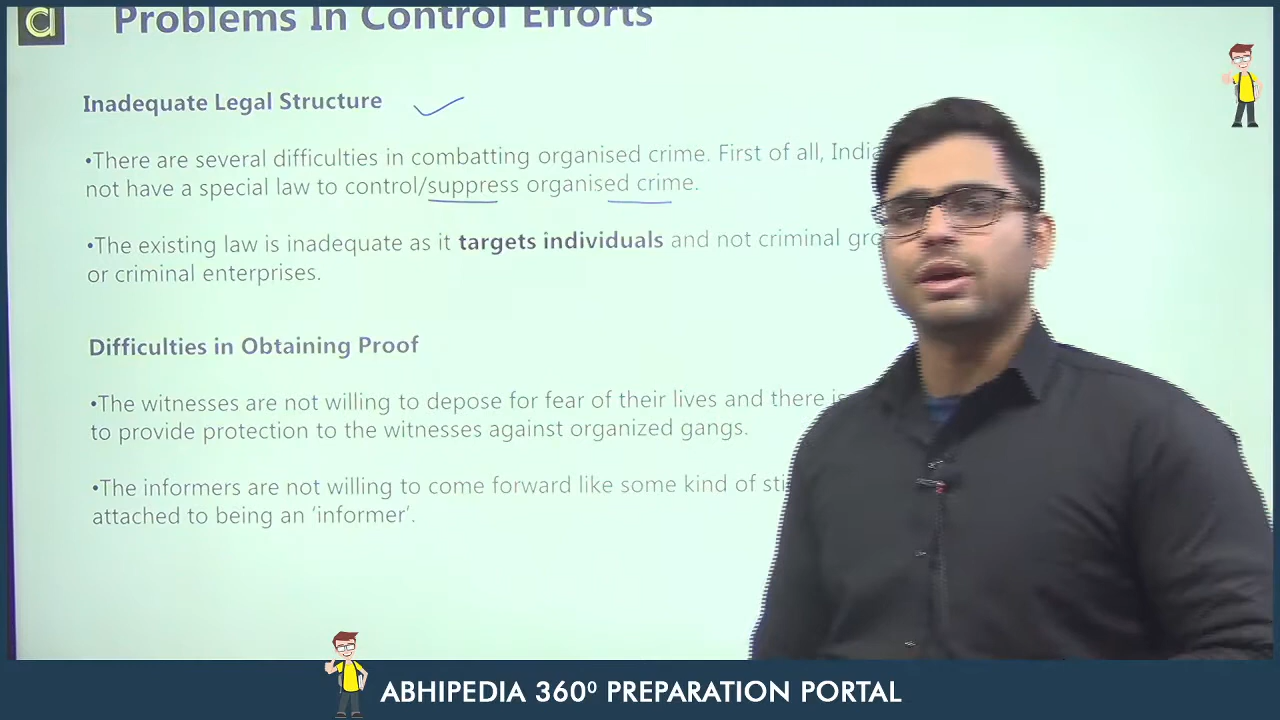 d
Problems In Control Efforts
Inadequate Legal Structure
•There are several difficulties in combatting organised crime. First of all, India
not have a special law to control/suppress organised crime.
•The existing law is inadequate as it targets individuals and not criminal
or criminal enterprises.
Difficulties in Obtaining Proof
•The witnesses are not willing to depose for fear of their lives and there is
to provide protection to the witnesses against organized gangs.
•The informers are not willing to come forward like some kind of
attached to being an ‘informer’.
ABHIPEDIA 360⁰ PREPARATION PORTAL